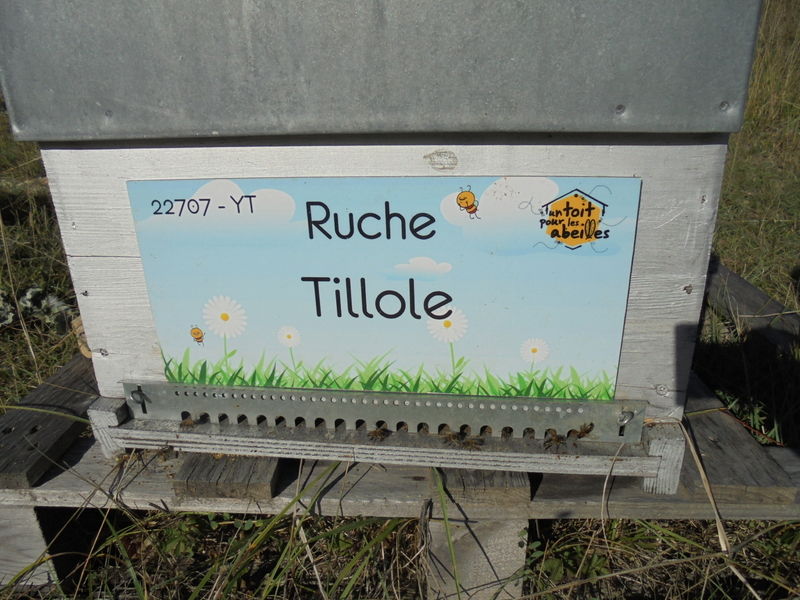 22707 - YT
Ruche
Tillole
un toit
pour les
abeilles